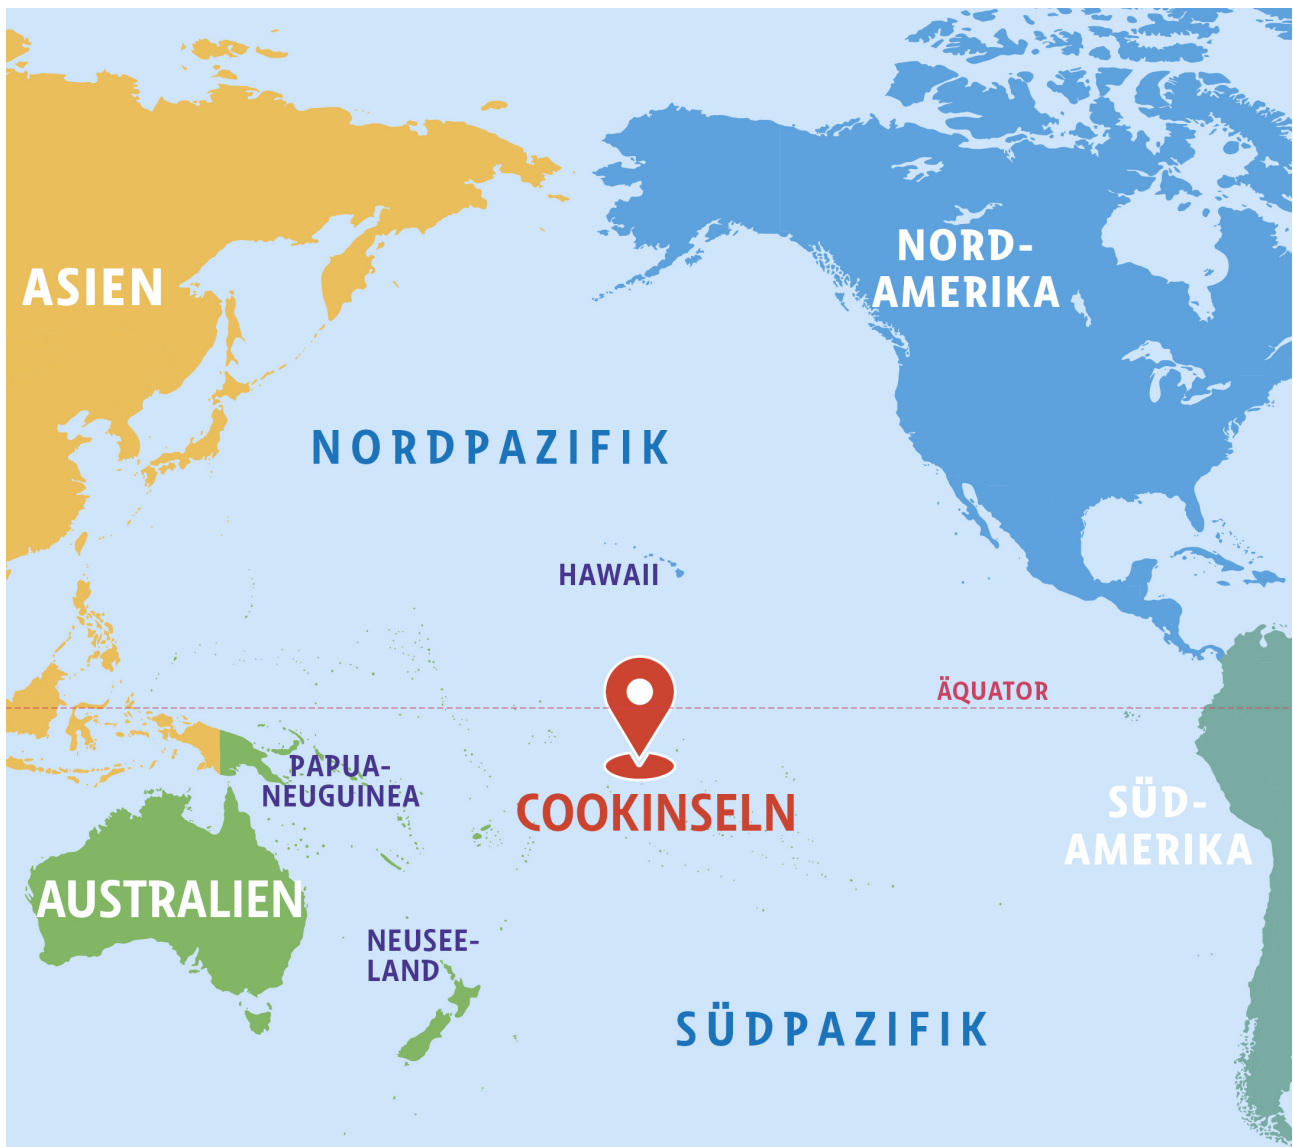 NORD-
AMERIKA
ASIEN
NORDPAZIFIK
HAWAII
ÄQUATOR
PAPUA-
NEUGUINEA
COOKINSELN
SÜD-
AMERIKA
AUSTRALIEN
NEUSEE-
LAND
SÜDPAZIFIK